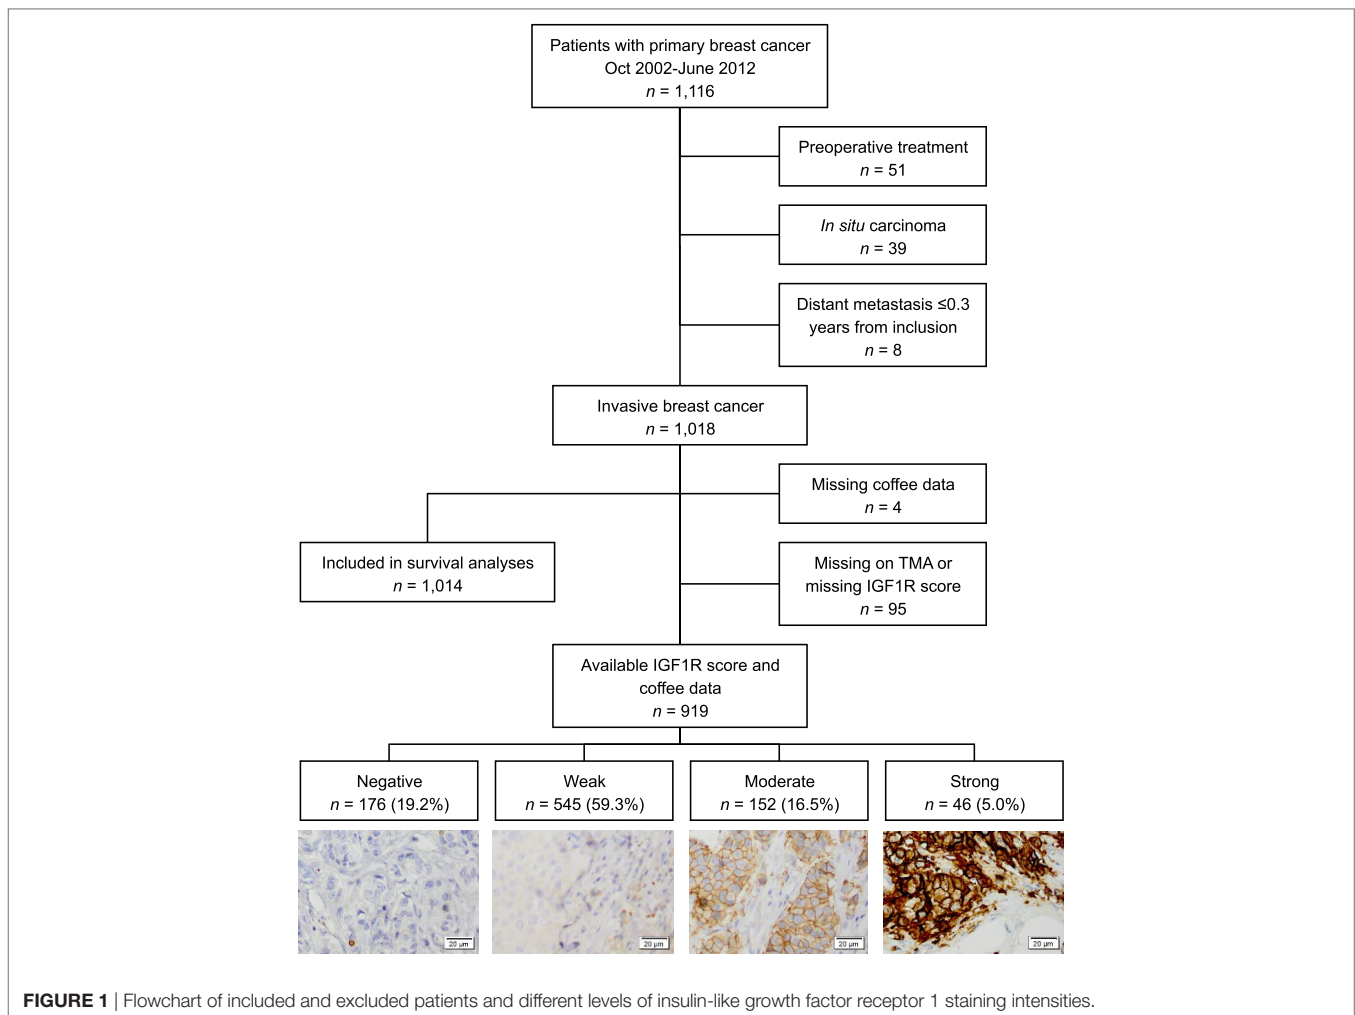 Patients with primary breast cancer
Oct 2002-June 2012
n = 1,116
Preoperative treatment
n = 51
In situ carcinoma
n = 39
Distant metastasis ≤0.3
years from inclusion
n = 8
Invasive breast cancer
n = 1,018
Missing coffee data
n = 4
Included in survival analyses
n = 1,014
Missing on TMA or
missing IGF1R score
n = 95
Available IGF1R score and
coffee data
n = 919
Negative
n = 176 (19.2%)
Weak
n = 545 (59.3%)
Moderate
n = 152 (16.5%)
Strong
n = 46 (5.0%)
20 µm
20 µm
20 µm
20 µm
FIGURE 1 | Flowchart of included and excluded patients and different levels of insulin-like growth factor receptor 1 staining intensities.